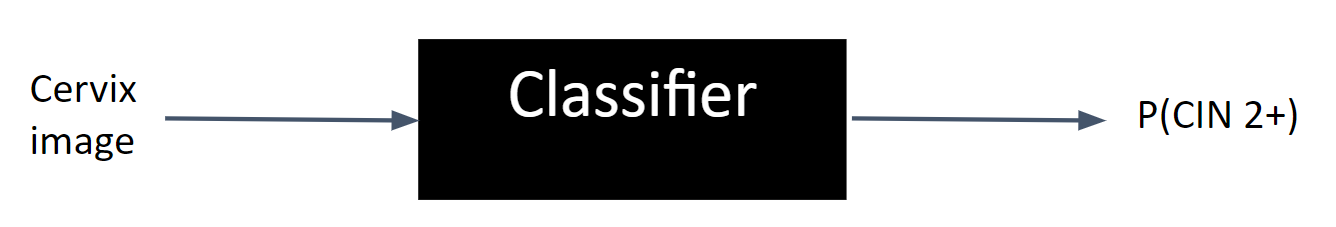 Cervix
image
Classifier
P(CIN 2+)